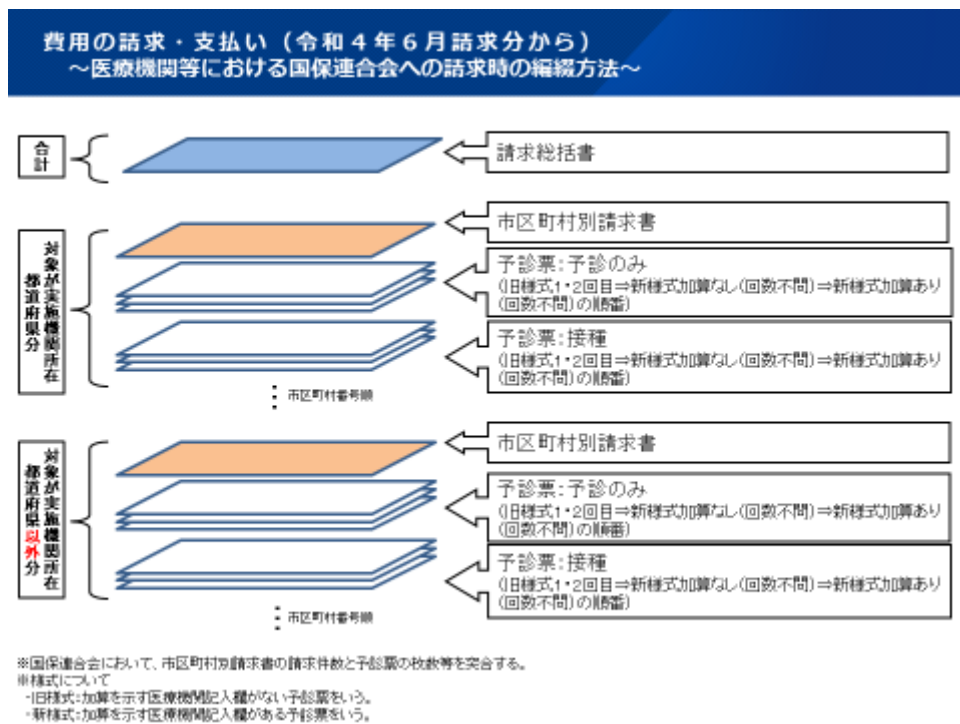 費用の請求・支払い（令和４年６月請求分から）
～医療機関等における国保連合会への請求時の編綴方法～
合計
請求総括書
対象が実施機関所在
都道府県分
市区町村別請求書
予診票：予診のみ
（旧様式1・2回目⇒新様式加算なし（回数不問）⇒新様式加算あり
（回数不問）の順番）
予診票：接種
（旧様式1・2回目⇒新様式加算なし（回数不問）⇒新様式加算あり
（回数不問）の順番）
市区町村番号順
対象が実施機関所在
都道府県以外分
市区町村別請求書
予診票：予診のみ
（旧様式1・2回目⇒新様式加算なし（回数不問）⇒新様式加算あり
（回数不問）の順番）
予診票：接種
（旧様式1・2回目⇒新様式加算なし（回数不問）⇒新様式加算あり
（回数不問）の順番）
市区町村番号順
※国保連合会において、市区町村別請求書の請求件数と予診票の枚数等を突合する。
※様式について
・旧様式：加算を示す医療機関記入欄がない予診票をいう。
・新様式：加算を示す医療機関記入欄がある予診票をいう。